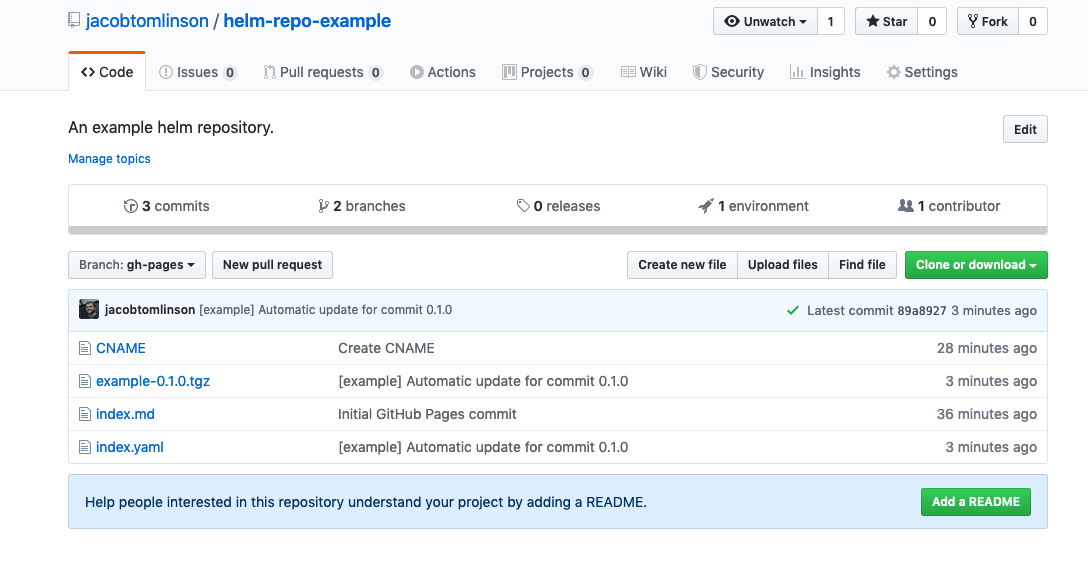 jacobtomlinson / helm-repo-example Unwatch 1 Star 0 Fork 0
Code Issues 0 Pull requests 0 Actions Projects 0 Wiki Security Insights Settings
An example helm repository. Edit
Manage topics
3 commits 2 branches 0 releases 1 environment 1 contributor
Branch: gh-pages New pull request Create new file Upload files Find file Clone or download
jacobtomlinson [example] Automatic update for commit 0.1.0 Latest commit 89a8927 3 minutes ago
CNAME Create CNAME 28 minutes ago
example-0.1.0.tgz [example] Automatic update for commit 0.1.0 3 minutes ago
index.md Initial GitHub Pages commit 36 minutes ago
index.yaml [example] Automatic update for commit 0.1.0 3 minutes ago
Help people interested in this repository understand your project by adding a README. Add a README